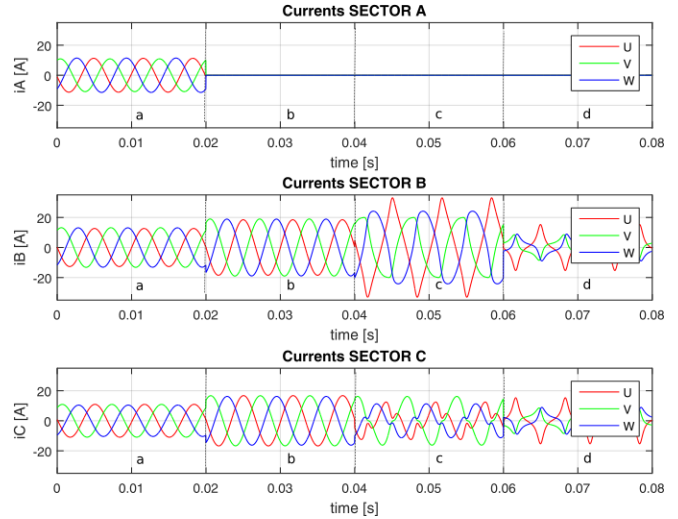 Currents SECTOR A
iA [A]
20
0
-20
U
V
W
a
b
c
d
0
0.01
0.02
0.03
0.04
0.05
0.06
0.07
0.08
time [s]
Currents SECTOR B
iB [A]
20
0
-20
U
V
W
a
b
c
d
0
0.01
0.02
0.03
0.04
0.05
0.06
0.07
0.08
time [s]
Currents SECTOR C
iC [A]
20
0
-20
U
V
W
a
b
c
d
0
0.01
0.02
0.03
0.04
0.05
0.06
0.07
0.08
time [s]